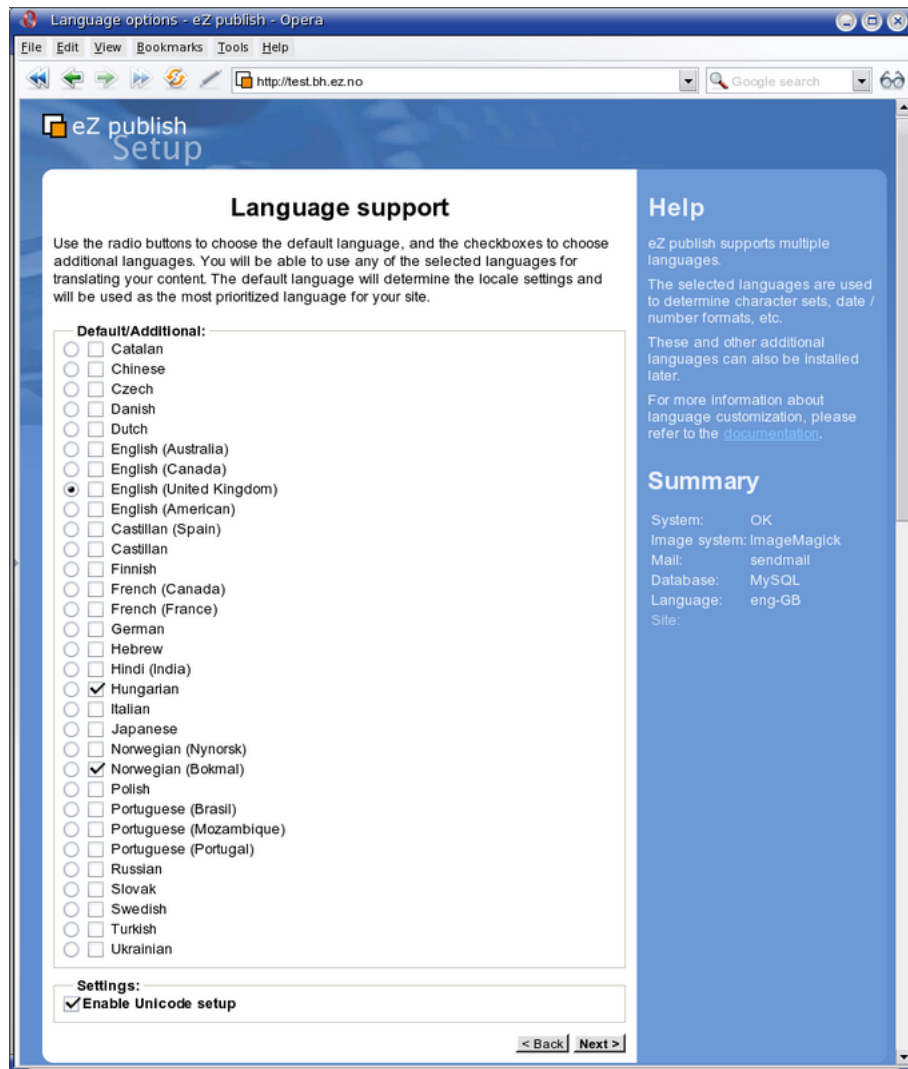 Language options - eZ publish - Opera
File Edit View Bookmarks Tools Help
http://test.bh.ez.no Google search
eZ publish
Setup
Language support
Use the radio buttons to choose the default language, and the checkboxes to choose
additional languages. You will be able to use any of the selected languages for
translating your content. The default language will determine the locale settings and
will be used as the most prioritized language for your site.
Default/Additional:
Catalan
Chinese
Czech
Danish
Dutch
English (Australia)
English (Canada)
English (United Kingdom)
English (American)
Castillan (Spain)
Castillan
Finnish
French (Canada)
French (France)
German
Hebrew
Hindi (India)
Hungarian
Italian
Japanese
Norwegian (Nynorsk)
Norwegian (Bokmal)
Polish
Portuguese (Brasil)
Portuguese (Mozambique)
Portuguese (Portugal)
Russian
Slovak
Swedish
Turkish
Ukrainian
Settings:
Enable Unicode setup
< Back Next >
Help
eZ publish supports multiple
languages.
The selected languages are used
to determine character sets, date /
number formats, etc.
These and other additional
languages can also be installed
later.
For more information about
language customization, please
refer to the documentation.
Summary
System: OK
Image system: ImageMagick
Mail: sendmail
Database: MySQL
Language: eng-GB
Site: